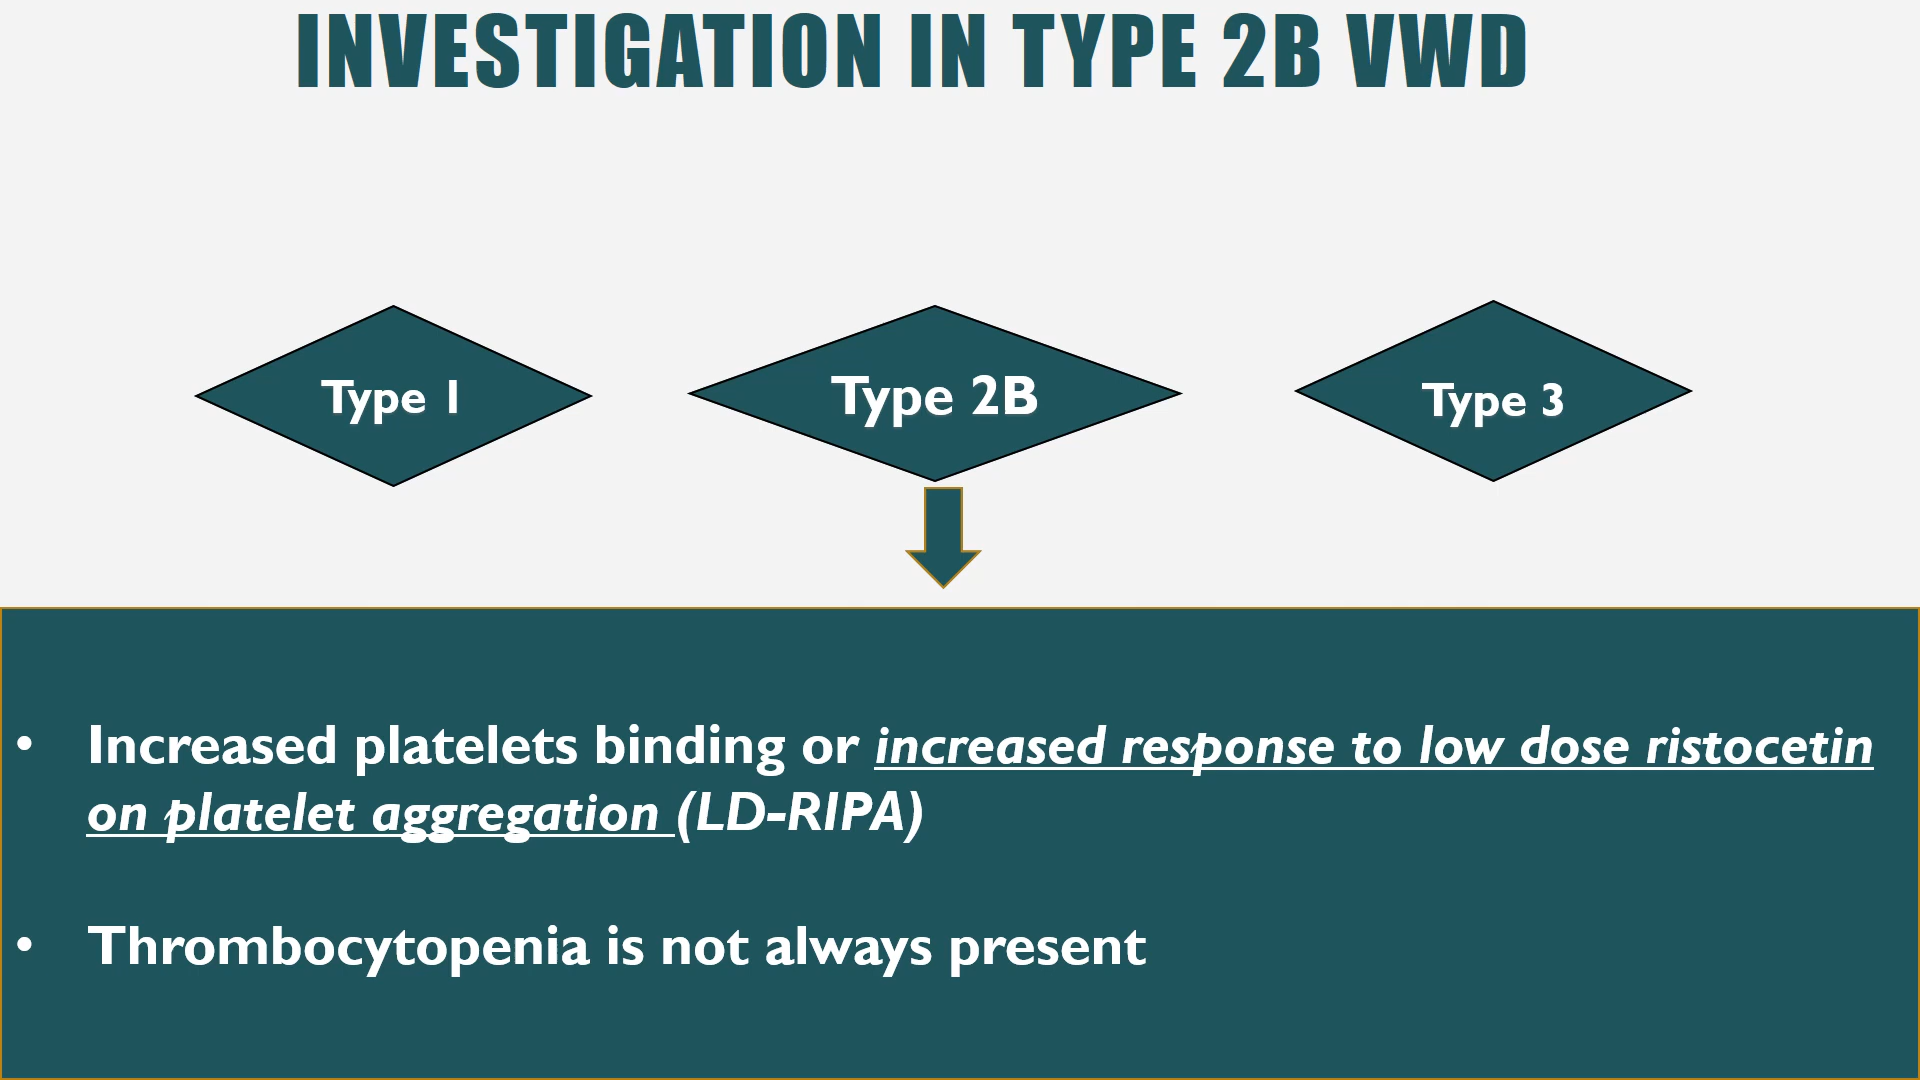 INVESTIGATION IN TYPE 2B VWD
Type 1
Type 2B
Type 3
• Increased platelets binding or increased response to low dose ristocetin
on platelet aggregation (LD-RIPA)
• Thrombocytopenia is not always present